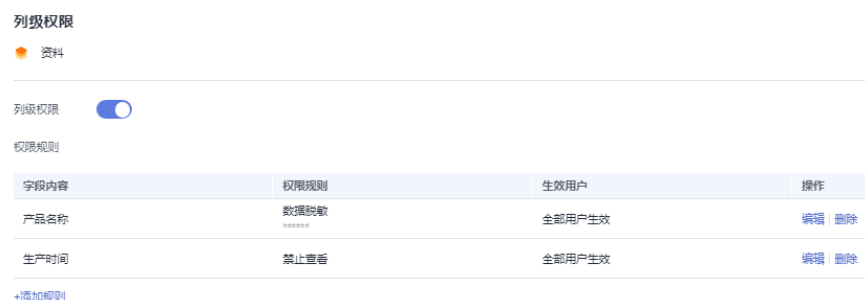 列级权限
资料
列级权限
权限规则
字段内容 权限规则 生效用户 操作
产品名称 数据脱敏 全部用户生效 编辑 | 删除
******
生产时间 禁止查看 全部用户生效 编辑 | 删除
+添加规则